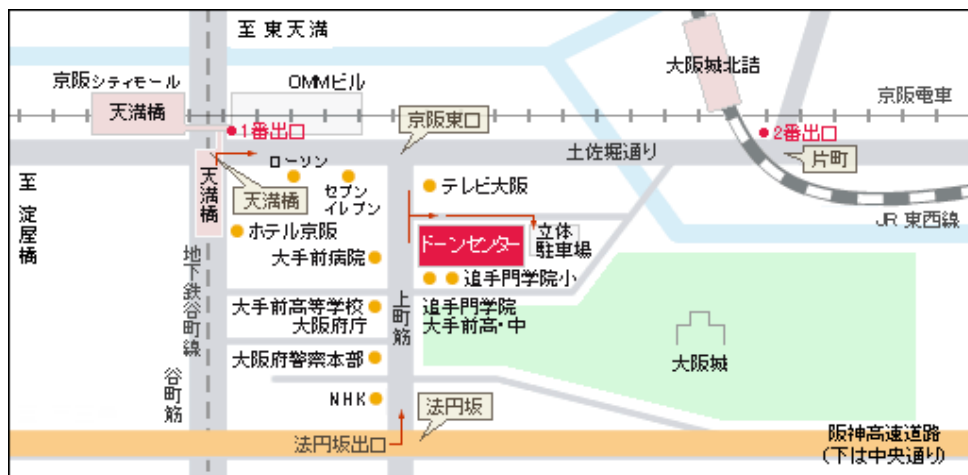 至 東天満
京阪シティモール
天満橋
OMMビル
大阪城北詰
京阪電車
1番出口
京阪東口
2番出口
土佐堀通り
片町
ローソン
セブン
イレブン
天満橋
天満橋
テレビ大阪
至 淀屋橋
ホテル京阪
ドーンセンター
立体
駐車場
JR 東西線
大手前病院
追手門学院小
地下鉄谷町線
大手前高等学校
大阪府庁
上町筋
追手門学院
大手前高・中
大阪府警察本部
大阪城
谷町筋
NHK
法円坂
法円坂出口
阪神高速道路
(下は中央通り)